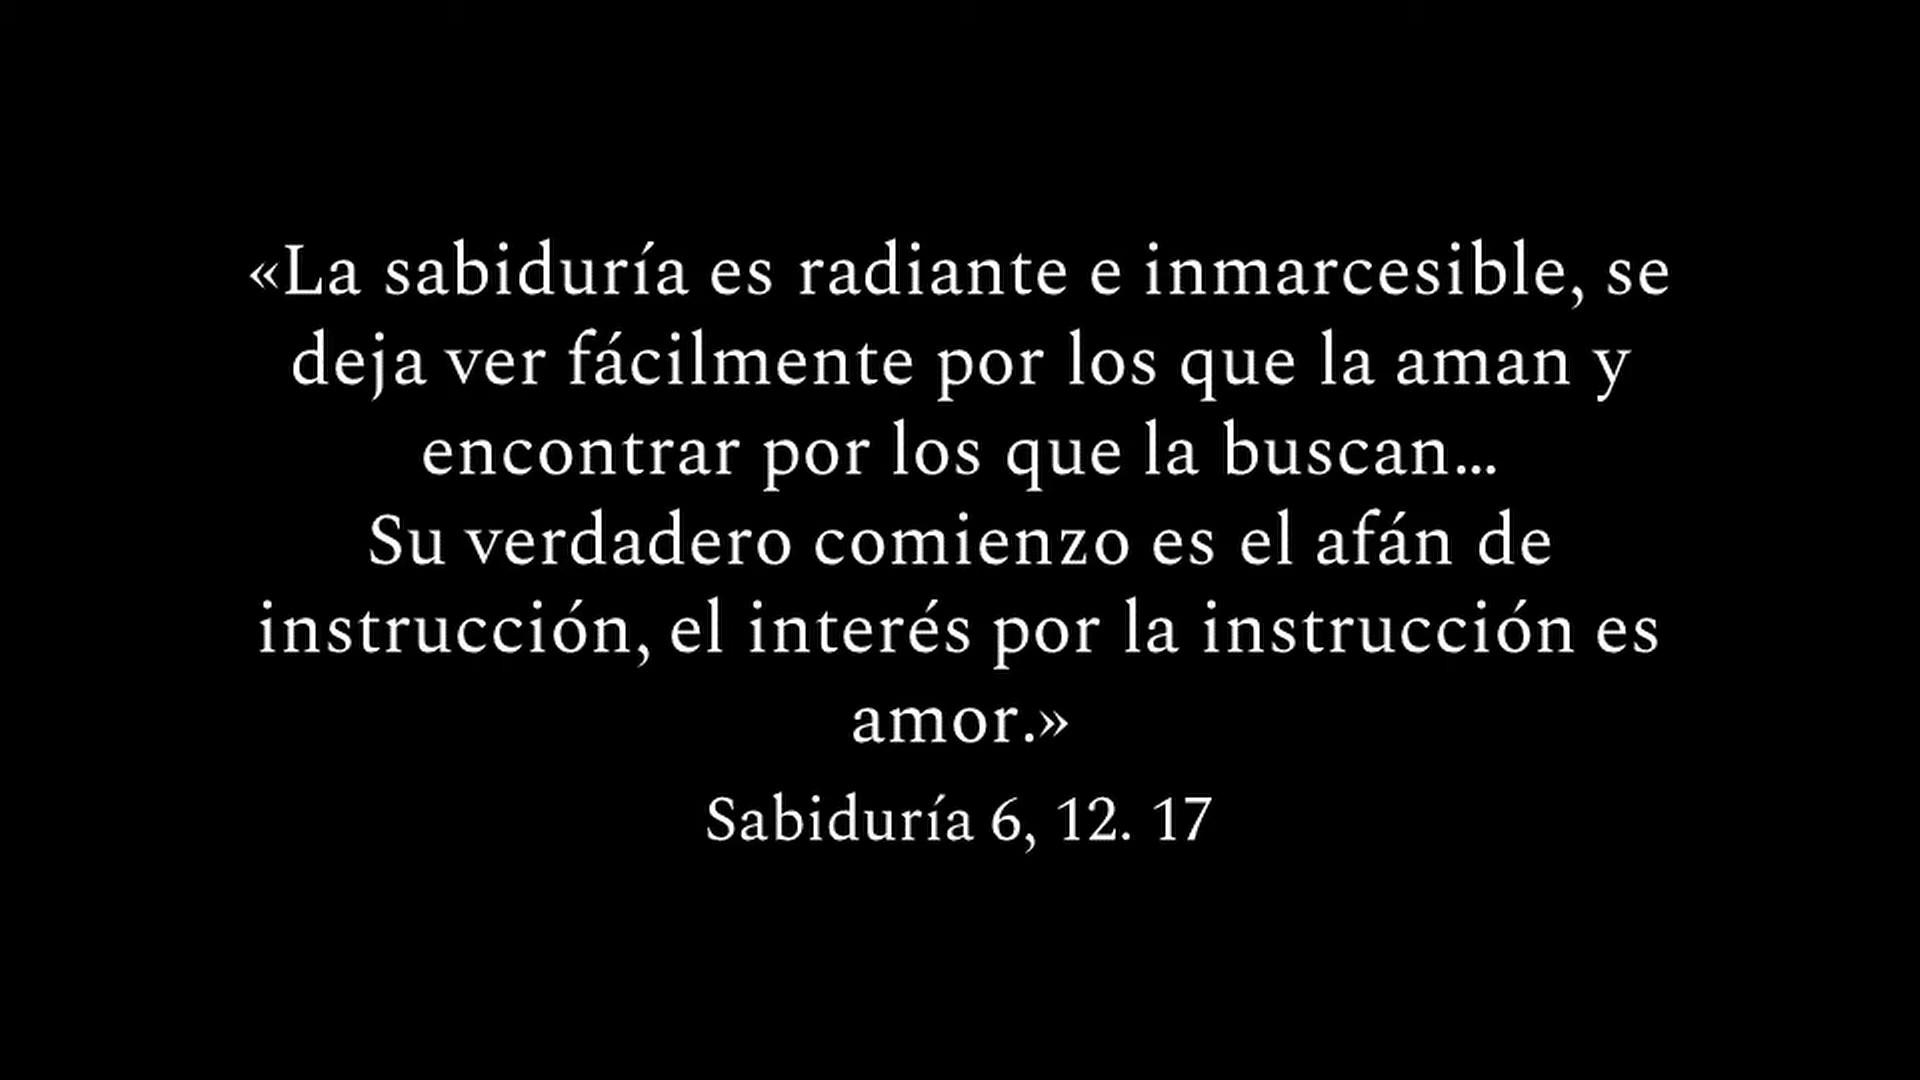 «La sabiduría es radiante e inmarcesible, se
deja ver fácilmente por los que la aman y
encontrar por los que la buscan...
Su verdadero comienzo es el afán de
instrucción, el interés por la instrucción es
amor.»
Sabiduría 6, 12. 17